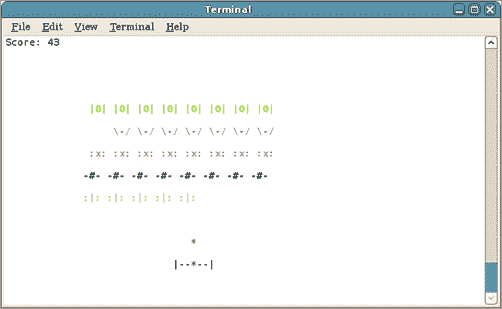 Terminal
File Edit View Terminal Help
Score: 43
|0| |0| |0| |0| |0| |0| |0| |0|
\-/ \-/ \-/ \-/ \-/ \-/ \-/
:x: :x: :x: :x: :x: :x: :x: :x:
-#- -#- -#- -#- -#- -#- -#- -#-
:|: :|: :|: :|: :|:
*
|--*--|